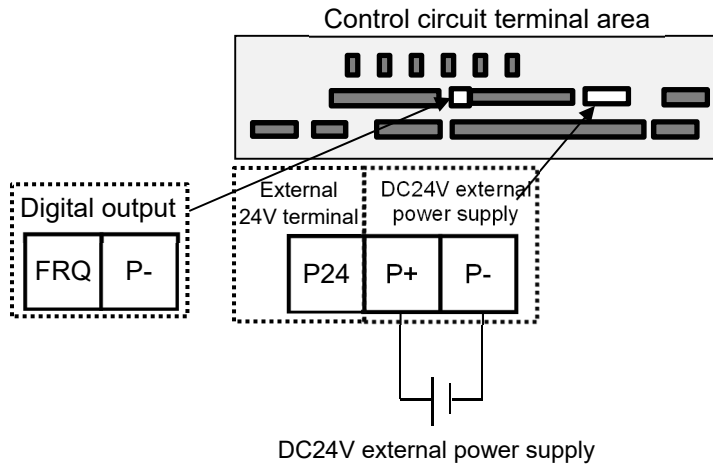 Control circuit terminal area
Digital output
FRQ P-
External
24V terminal
DC24V external
power supply
P24 P+ P-
DC24V external power supply